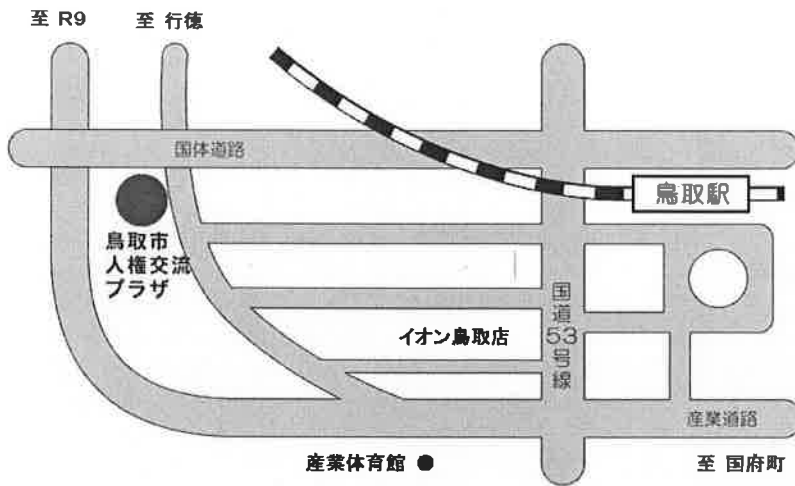 至 R9
至 行徳
国体道路
鳥取駅
鳥取市
人権交流
プラザ
国道53号線
イオン鳥取店
産業道路
産業体育館
至 国府町